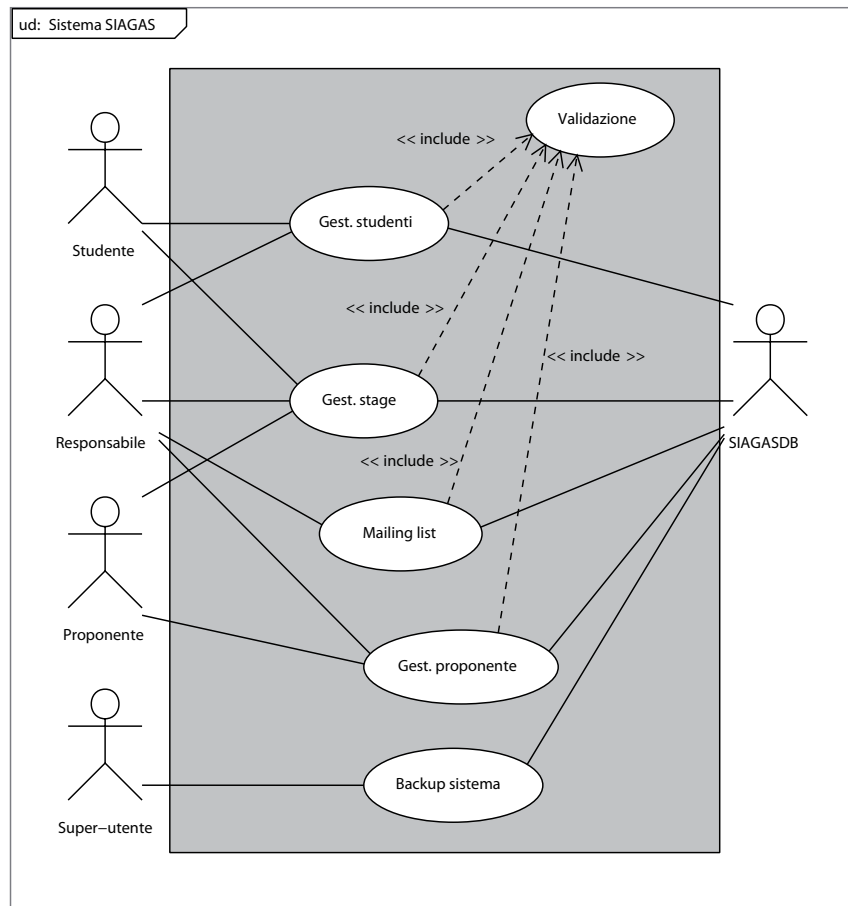 ud: Sistema SIAGAS
Validazione
<< include >>
Gest. studenti
Studente
<< include >>
<< include >>
Gest. stage
Responsabile
SIAGASDB
<< include >>
Mailing list
Proponente
Gest. proponente
Backup sistema
Super-utente